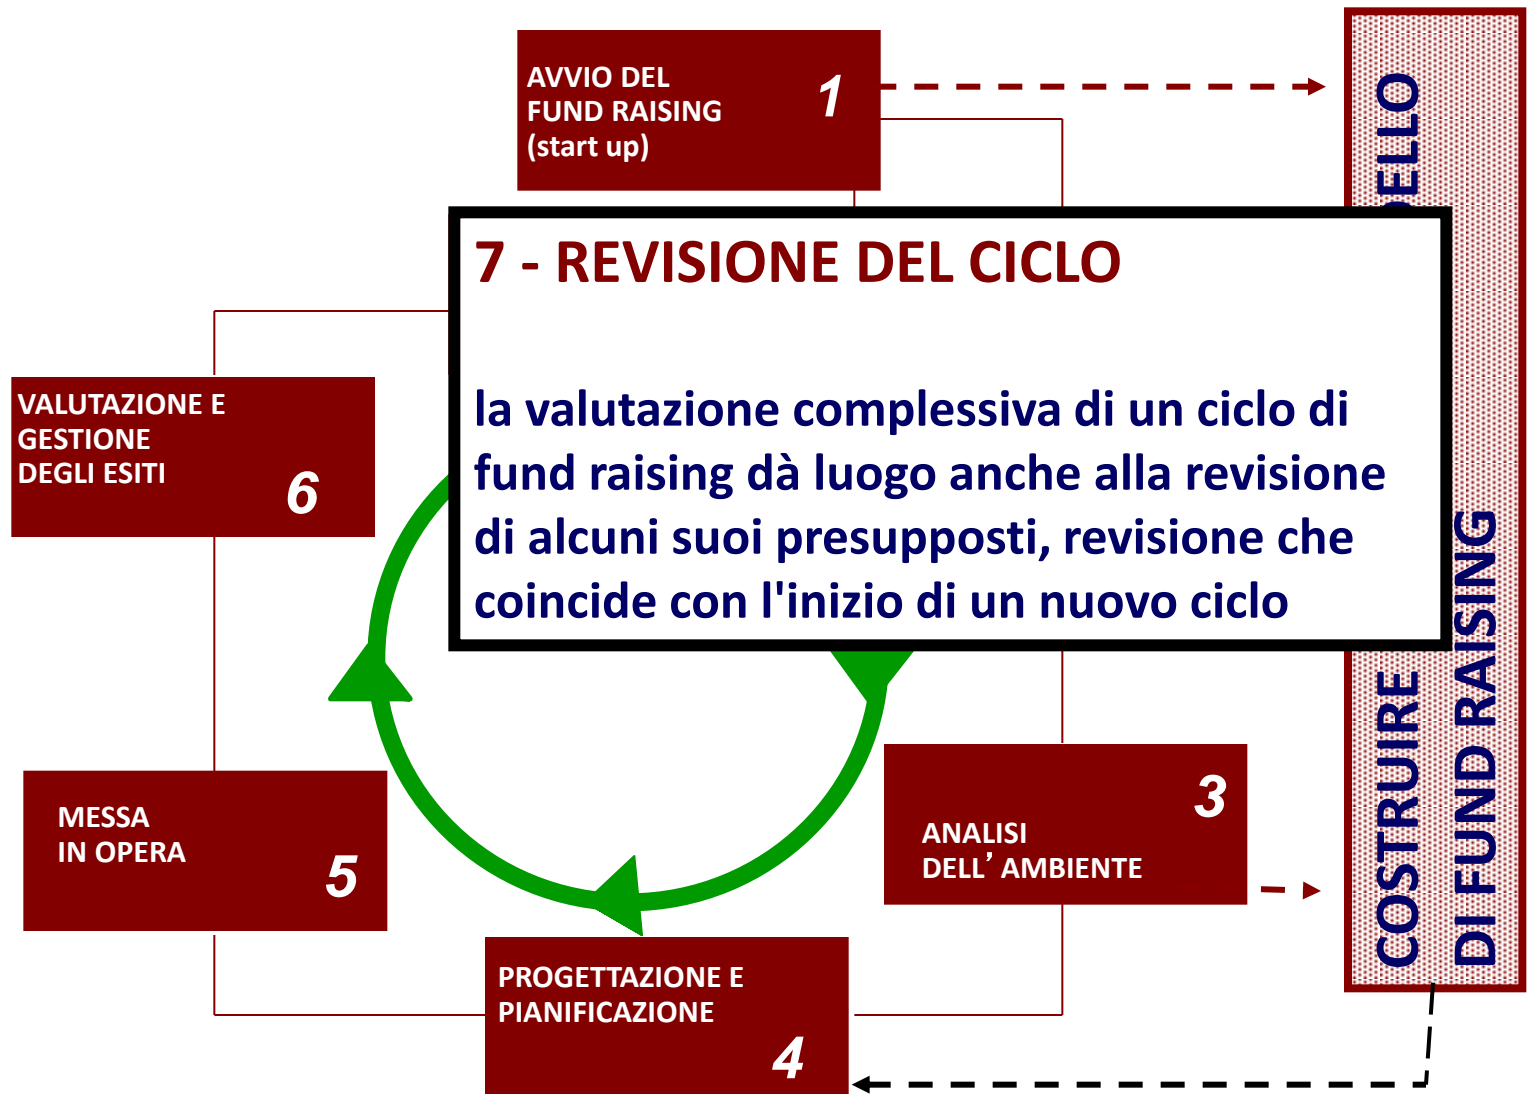 AVVIO DEL
FUND RAISING
(start up)
1
7 - REVISIONE DEL CICLO
la valutazione complessiva di un ciclo di
fund raising dà luogo anche alla revisione
di alcuni suoi presupposti, revisione che
coincide con l'inizio di un nuovo ciclo
VALUTAZIONE E
GESTIONE
DEGLI ESITI
6
MESSA
IN OPERA
5
3
ANALISI
DELL’ AMBIENTE
PROGETTAZIONE E
PIANIFICAZIONE
4
COSTRUIRE
DI FUND RAISING